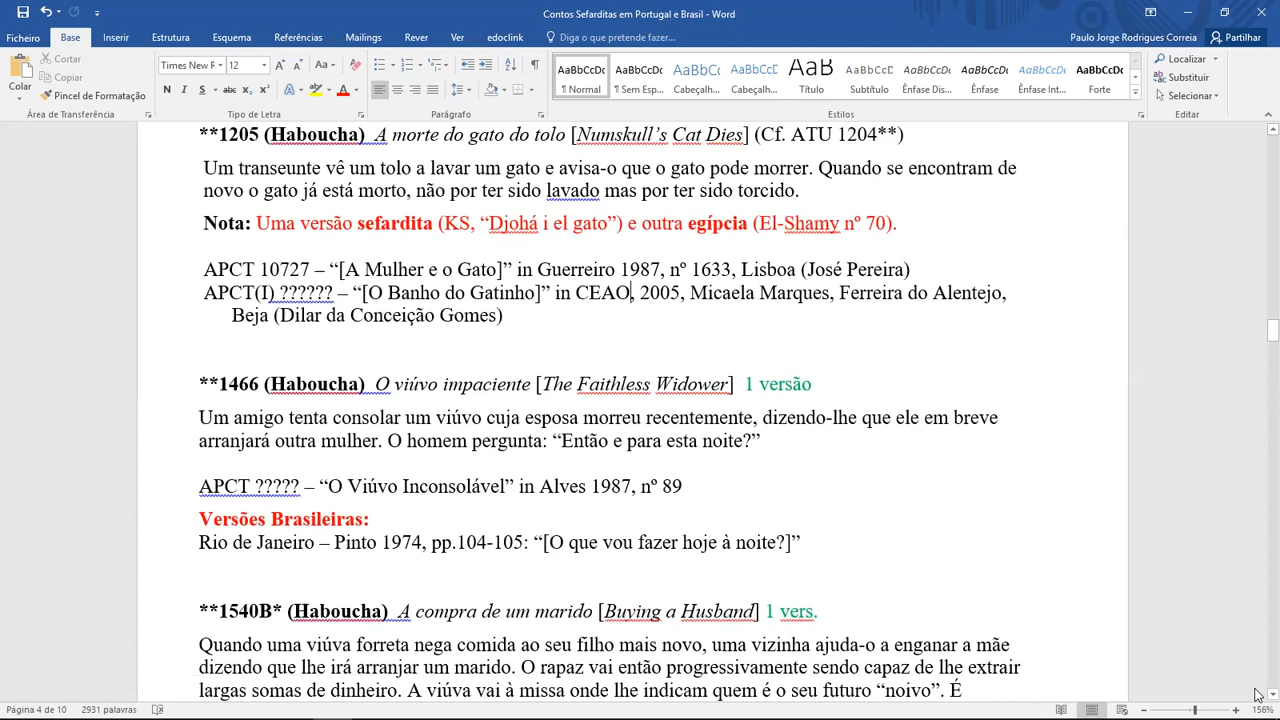 Contos Sefarditas em Portugal e Brasil - Word
Ficheiro Base Inserir Estrutura Esquema Referências Mailings Rever Ver edoclink Diga o que pretende fazer... Paulo Jorge Rodrigues Correia Partilhar
Colar
Cortar
Copiar
Pincel de Formatação
Área de Transferência
Times New R 12
N I S abc x₂ x² A A
Tipo de Letra
Parágrafo
AaBbCcDc AaBbCcDc AaBbCc AaBbCcDc AaB AaBbCcDc AaBbCcDc AaBbCcDc AaBbCcDc AaBbCcDc
¶ Normal ¶ Sem Esp... Cabeçalh... Cabeçalh... Título Subtítulo Ênfase Dis... Ênfase Ênfase Int... Forte
Estilos
Localizar
Substituir
Selecionar
Editar
**1205 (Haboucha) A morte do gato do tolo [Numskull’s Cat Dies] (Cf. ATU 1204**)
Um transeunte vê um tolo a lavar um gato e avisa-o que o gato pode morrer. Quando se encontram de
novo o gato já está morto, não por ter sido lavado mas por ter sido torcido.
Nota: Uma versão sefardita (KS, “Djohá i el gato”) e outra egípcia (El-Shamy nº 70).
APCT 10727 – “[A Mulher e o Gato]” in Guerreiro 1987, nº 1633, Lisboa (José Pereira)
APCT(I) ?????? – “[O Banho do Gatinho]” in CEAO, 2005, Micaela Marques, Ferreira do Alentejo,
Beja (Dilar da Conceição Gomes)
**1466 (Haboucha) O viúvo impaciente [The Faithless Widower] 1 versão
Um amigo tenta consolar um viúvo cuja esposa morreu recentemente, dizendo-lhe que ele em breve
arranjará outra mulher. O homem pergunta: “Então e para esta noite?”
APCT ????? – “O Viúvo Inconsolável” in Alves 1987, nº 89
Versões Brasileiras:
Rio de Janeiro – Pinto 1974, pp.104-105: “[O que vou fazer hoje à noite?]”
**1540B* (Haboucha) A compra de um marido [Buying a Husband] 1 vers.
Quando uma viúva forreta nega comida ao seu filho mais novo, uma vizinha ajuda-o a enganar a mãe
dizendo que lhe irá arranjar um marido. O rapaz vai então progressivamente sendo capaz de lhe extrair
largas somas de dinheiro. A viúva vai à missa onde lhe indicam quem é o seu futuro “noivo”. É
Página 4 de 10 2931 palavras 156%